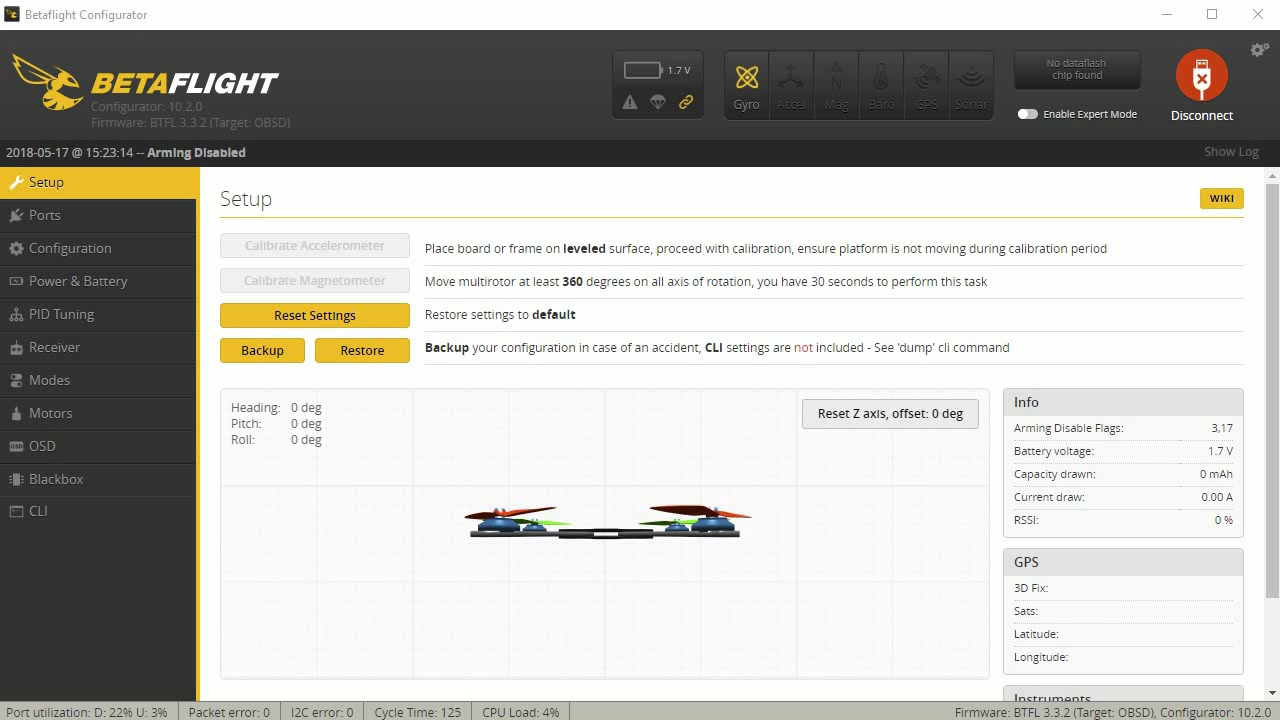 Betaflight Configurator
BETAFLIGHT
Configurator: 10.2.0
Firmware: BTFL 3.3.2 (Target: OBSD)
1.7 V
Gyro Accel Mag Baro GPS Sonar
No dataflash
chip found
Enable Expert Mode
Disconnect
2018-05-17 @ 15:23:14 -- Arming Disabled
Show Log
Setup
Ports
Configuration
Power & Battery
PID Tuning
Receiver
Modes
Motors
OSD
OSD
Blackbox
CLI
Setup
WIKI
Calibrate Accelerometer
Place board or frame on leveled surface, proceed with calibration, ensure platform is not moving during calibration period
Calibrate Magnetometer
Move multirotor at least 360 degrees on all axis of rotation, you have 30 seconds to perform this task
Reset Settings
Restore settings to default
Backup Restore
Backup your configuration in case of an accident, CLI settings are not included - See 'dump' cli command
Heading: 0 deg
Pitch: 0 deg
Roll: 0 deg
Reset Z axis, offset: 0 deg
Info
Arming Disable Flags: 3,17
Battery voltage: 1.7 V
Capacity drawn: 0 mAh
Current draw: 0.00 A
RSSI: 0 %
GPS
3D Fix:
Sats:
Latitude:
Longitude:
Instruments
Port utilization: D: 22% U: 3% Packet error: 0 I2C error: 0 Cycle Time: 125 CPU Load: 4% Firmware: BTFL 3.3.2 (Target: OBSD), Configurator: 10.2.0